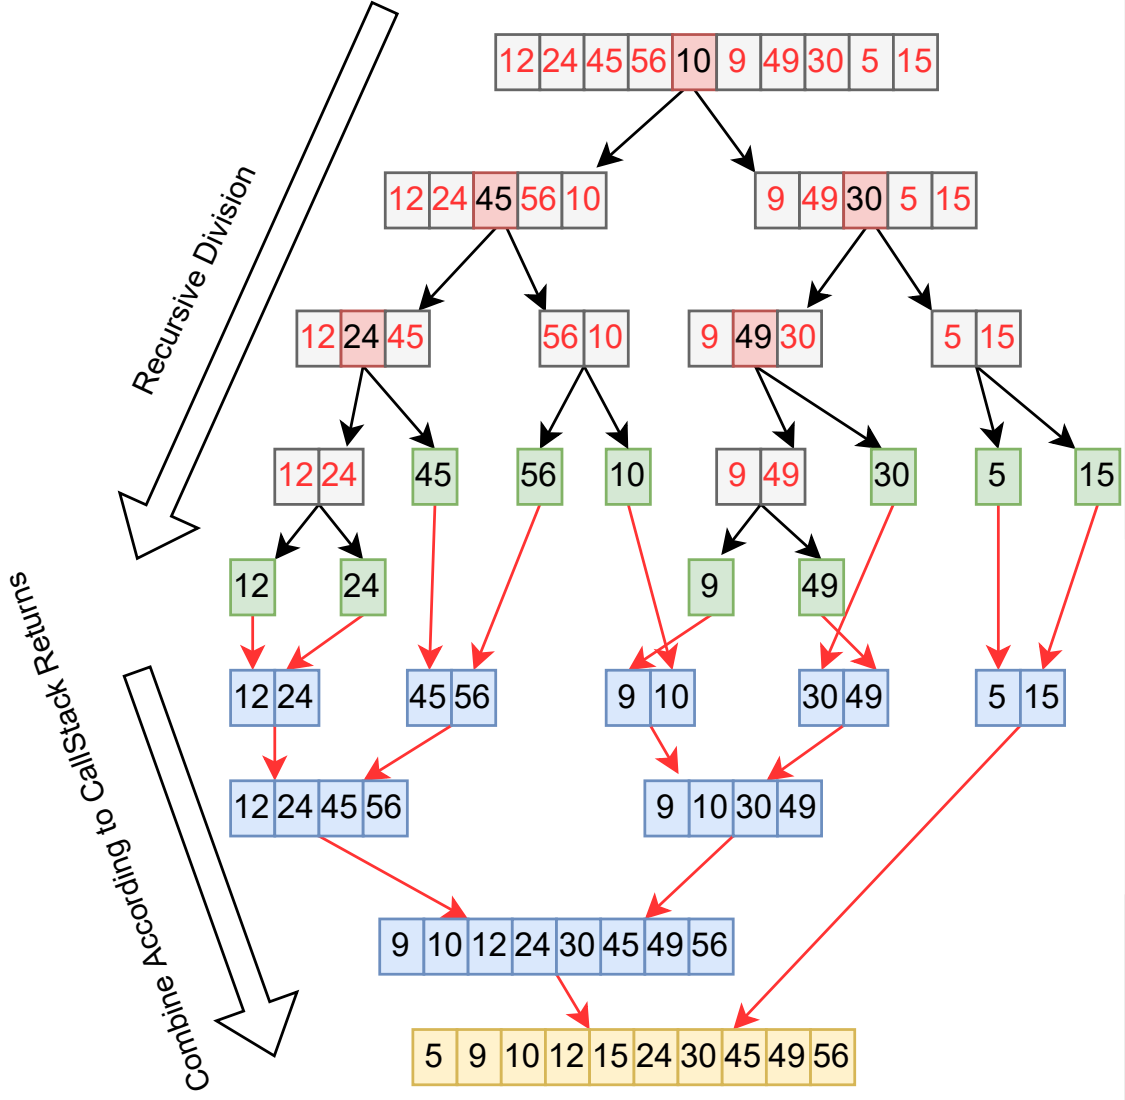 12 24 45 56 10 9 49 30 5 15
Recursive Division
12 24 45 56 10
9 49 30 5 15
12 24 45
56 10
9 49 30
5 15
12 24
45
56
10
9 49
30
5
15
12
24
9
49
Combine According to CallStack Returns
12 24
45 56
9 10
30 49
5 15
12 24 45 56
9 10 30 49
9 10 12 24 30 45 49 56
5 9 10 12 15 24 30 45 49 56